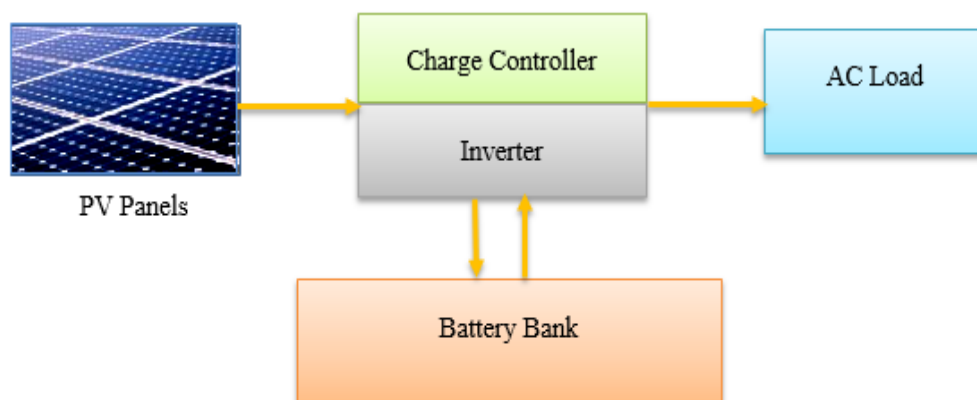 Charge Controller
AC Load
Inverter
PV Panels
Battery Bank